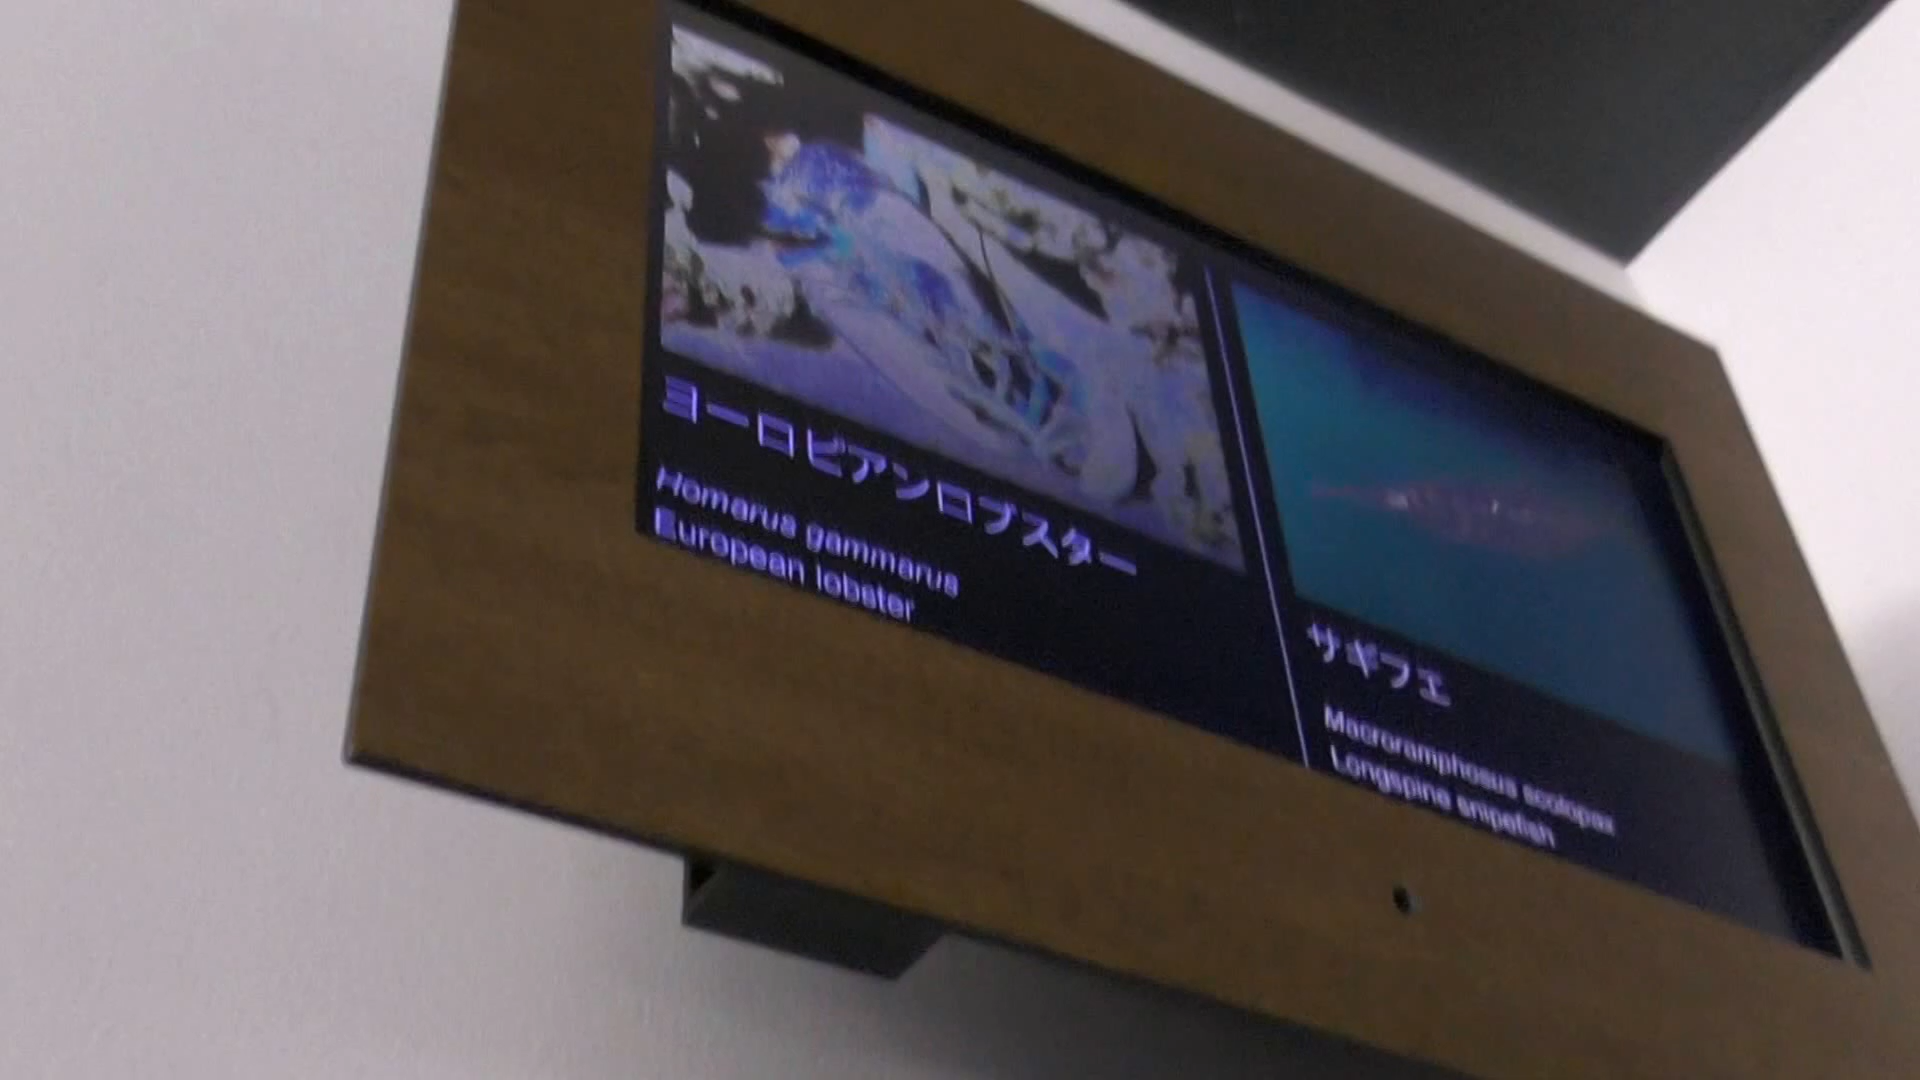 ヨーロピアンロブスター
Homarus gammarus
European lobster
サギフエ
Macroramphosus scolopax
Longspine snipefish